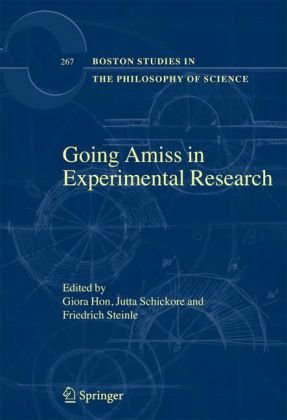 267 BOSTON STUDIES IN
THE PHILOSOPHY OF SCIENCE
Going Amiss in
Experimental Research
Edited by
Giora Hon, Jutta Schickore and
Friedrich Steinle
Springer